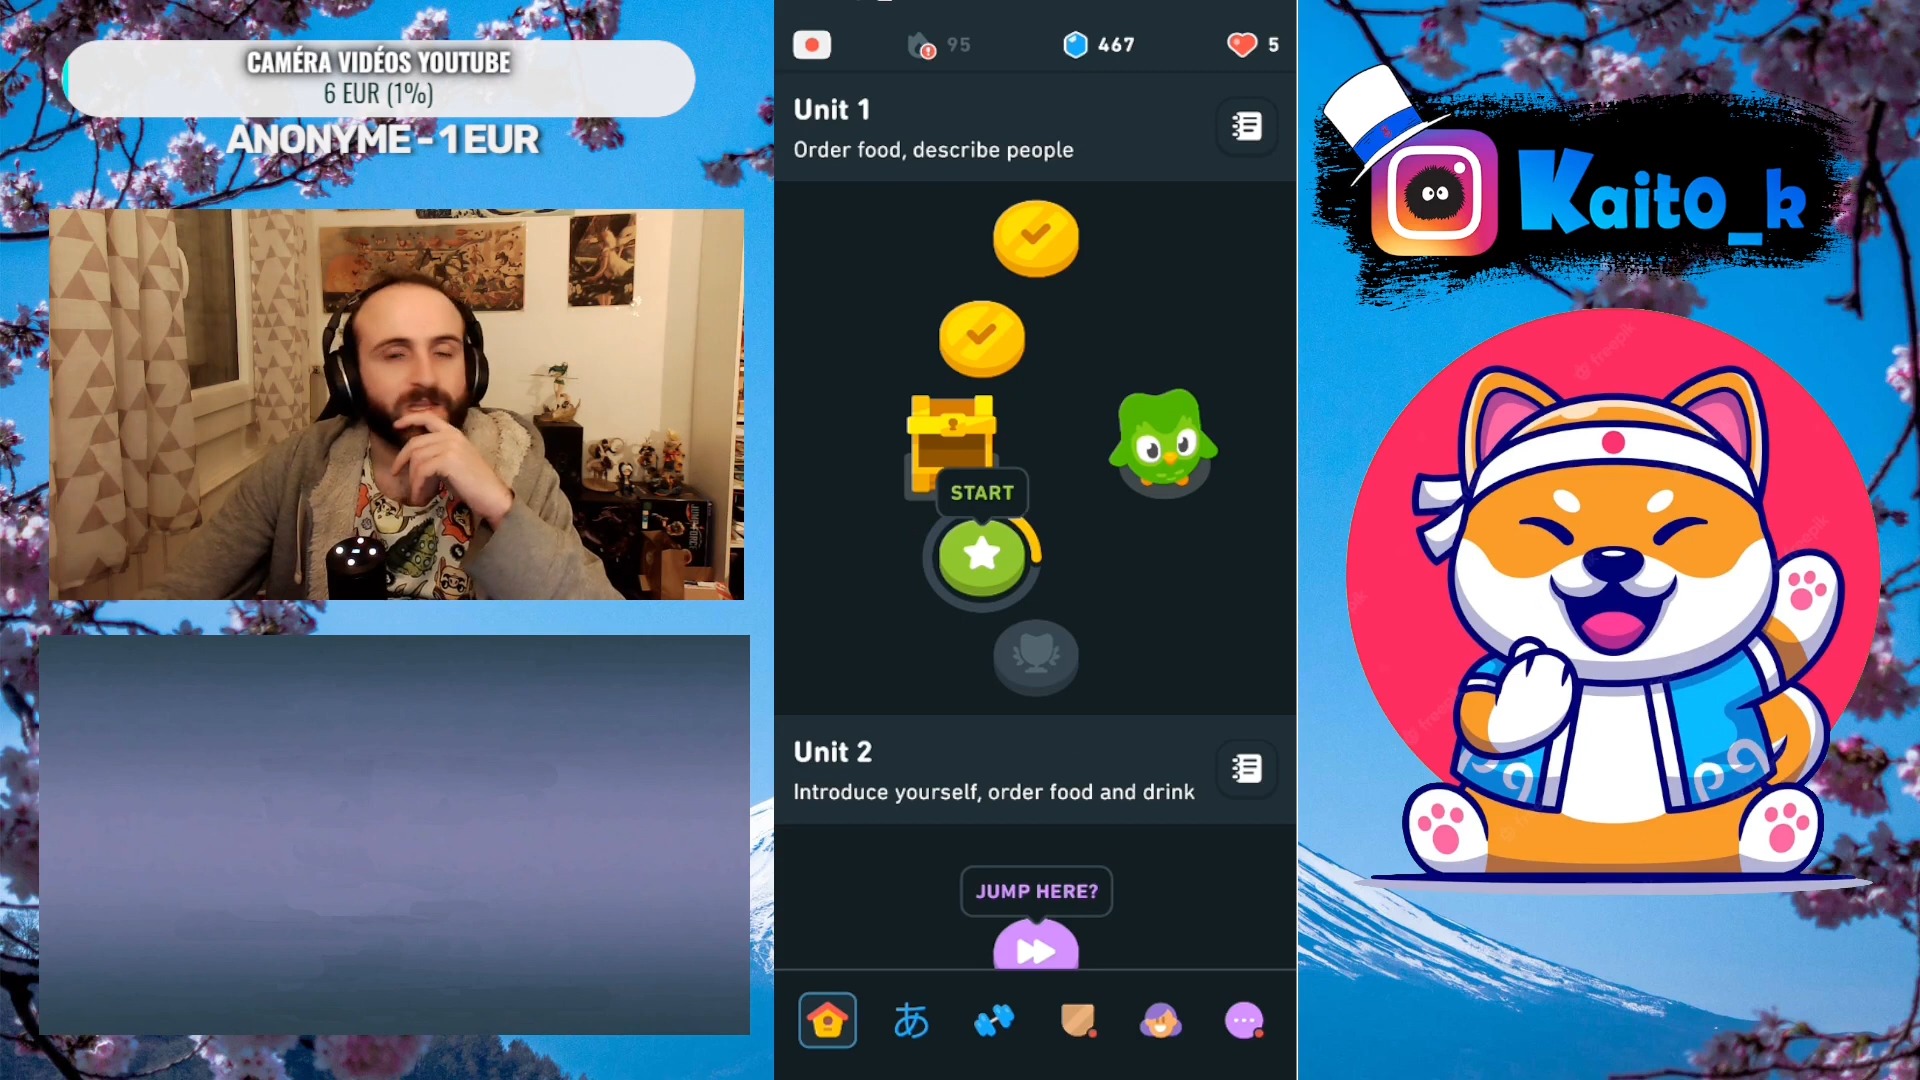 CAMÉRA VIDÉOS YOUTUBE
6 EUR (1%)
ANONYME - 1 EUR
95
467
5
Unit 1
Order food, describe people
START
Unit 2
Introduce yourself, order food and drink
JUMP HERE?
あ
Kaito_k
freepik